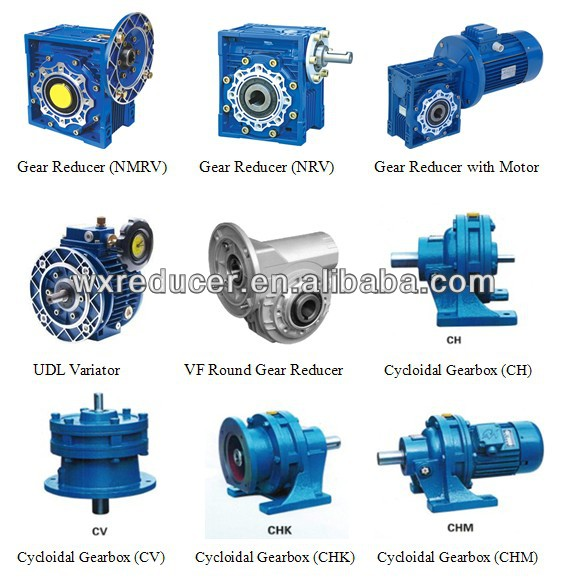 Gear Reducer (NMRV)
Gear Reducer (NRV)
Gear Reducer with Motor
wxreducer.en.alibaba.com
UDL Variator
VF Round Gear Reducer
CH
Cycloidal Gearbox (CH)
CV
CHK
CHM
Cycloidal Gearbox (CV)
Cycloidal Gearbox (CHK)
Cycloidal Gearbox (CHM)